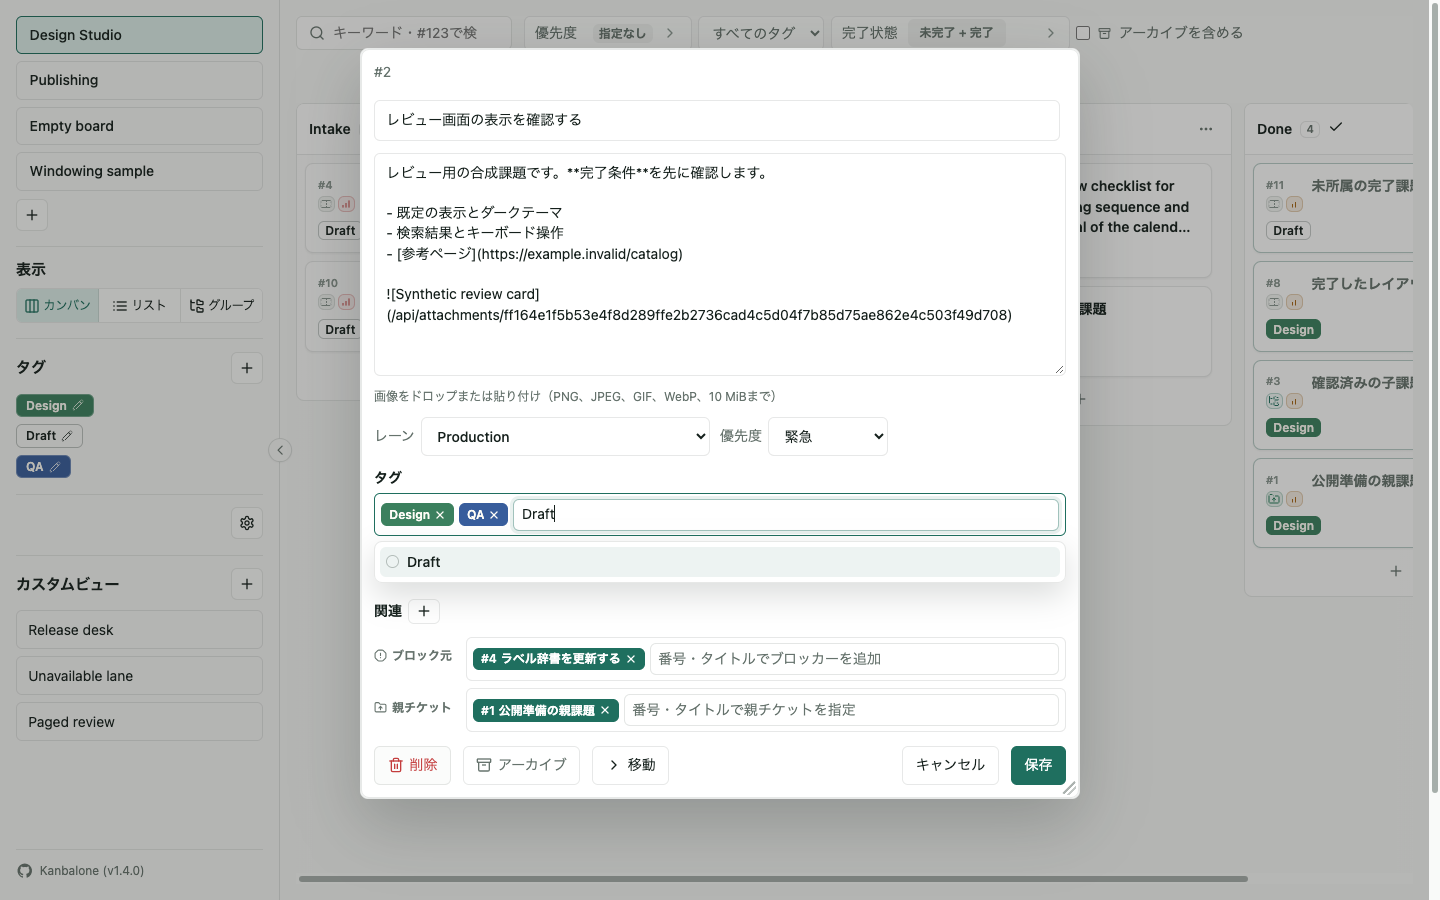 Design Studio
Publishing
Empty board
Windowing sample
表示
カンバン
リスト
グループ
タグ
Design
Draft
QA
カスタムビュー
Release desk
Unavailable lane
Paged review
Kanbalone (v1.4.0)
キーワード・#123で検
優先度 指定なし
すべてのタグ
完了状態 未完了 + 完了
アーカイブを含める
Intake
#4
Draft
#10
Draft
#2
レビュー画面の表示を確認する
レビュー用の合成課題です。**完了条件**を先に確認します。
- 既定の表示とダークテーマ
- 検索結果とキーボード操作
- [参考ページ](https://example.invalid/catalog)
![Synthetic review card]
(/api/attachments/ff164e1f5b53e4f8d289ffe2b2736cad4c5d04f7b85d75ae862e4c503f49d708)
画像をドロップまたは貼り付け（PNG、JPEG、GIF、WebP、10 MiBまで）
レーン Production 優先度 緊急
タグ
Design QA Draft
Draft
関連
ブロック元 #4 ラベル辞書を更新する 番号・タイトルでブロッカーを追加
親チケット #1 公開準備の親課題 番号・タイトルで親チケットを指定
削除 アーカイブ 移動 キャンセル 保存
w checklist for
ng sequence and
al of the calend...
課題
Done 4
#11 未所属の完了課
Draft
#8 完了したレイア
Design
#3 確認済みの子課
Design
#1 公開準備の親課
Design